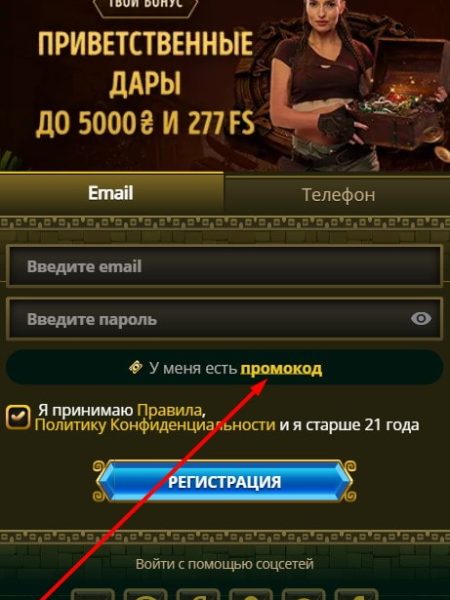 ТВОЙ БОНУС
ПРИВЕТСТВЕННЫЕ
ДАРЫ
ДО 5000 ₴ И 277 FS
Email
Телефон
Введите email
Введите пароль
У меня есть промокод
Я принимаю Правила,
Политику Конфиденциальности и я старше 21 года
РЕГИСТРАЦИЯ
Войти с помощью соцсетей